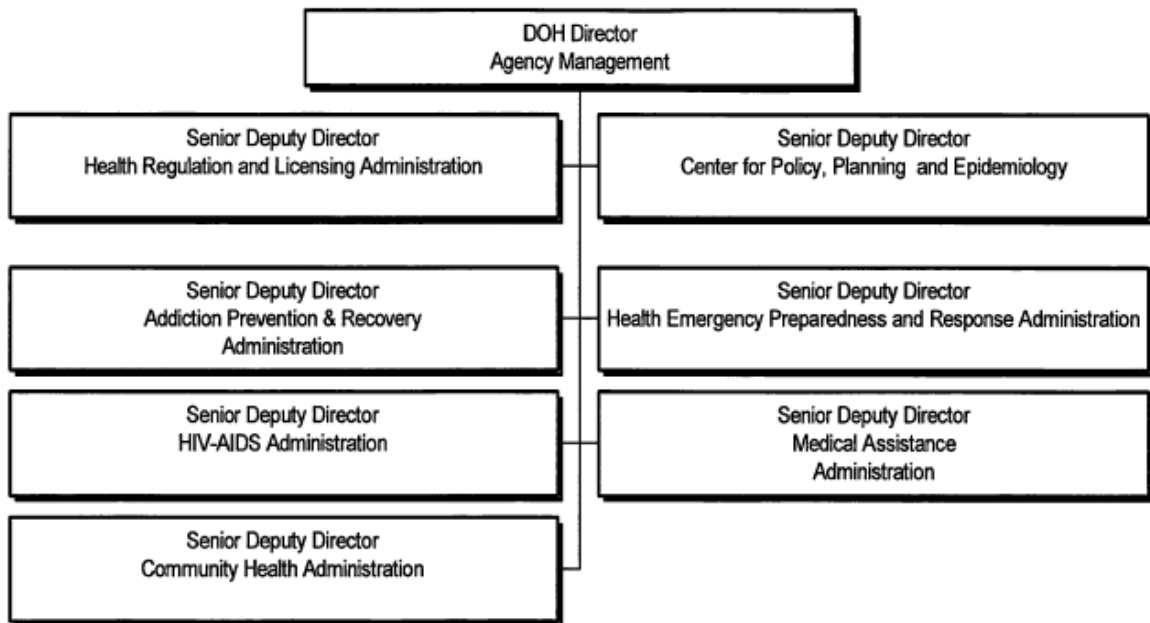 DOH Director
Agency Management
Senior Deputy Director
Health Regulation and Licensing Administration
Senior Deputy Director
Center for Policy, Planning and Epidemiology
Senior Deputy Director
Addiction Prevention & Recovery
Administration
Senior Deputy Director
Health Emergency Preparedness and Response Administration
Senior Deputy Director
HIV-AIDS Administration
Senior Deputy Director
Medical Assistance
Administration
Senior Deputy Director
Community Health Administration